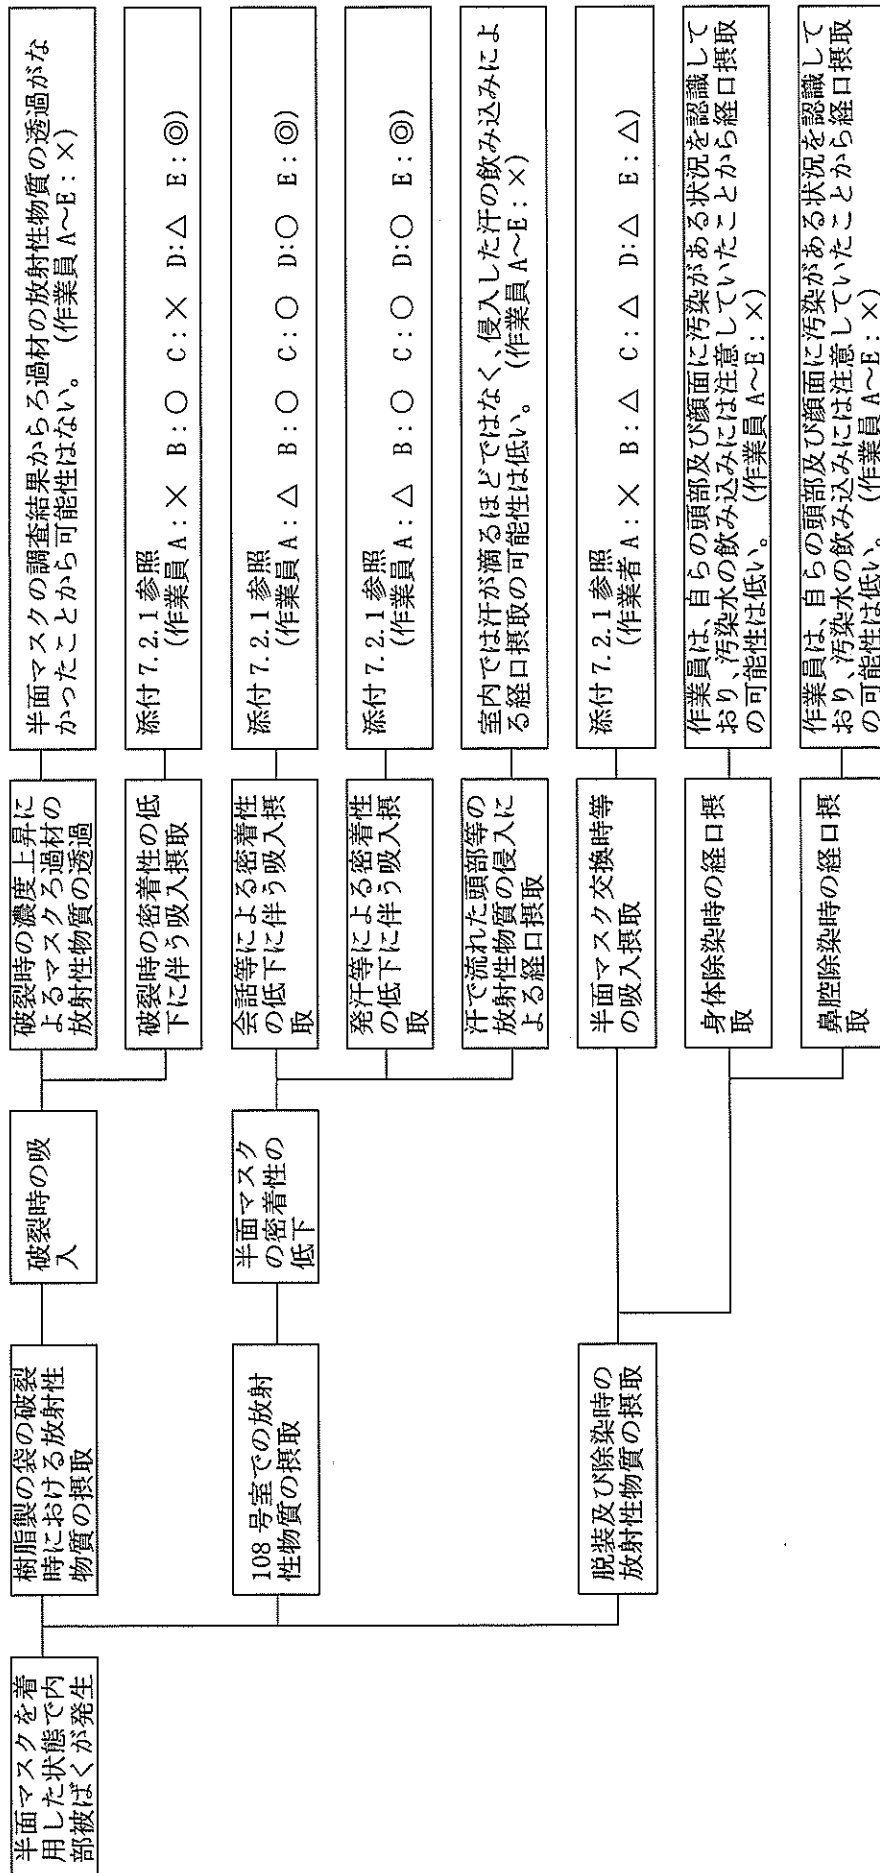 半面マスクを着
用した状態で内
部被ばくが発生
樹脂製の袋の破裂
時における放射性
物質の摂取
破裂時の吸
入
破裂時の濃度上昇に
よるマスクろ過材の
放射性物質の透過
半面マスクの調査結果からろ過材の放射性物質の透過がな
かったことから可能性はない。 (作業員 A～E：×)
破裂時の密着性の低
下に伴う吸入摂取
添付 7.2.1 参照
(作業員 A：× B：○ C：× D：△ E：◎)
108 号室での放射
性物質の摂取
半面マスク
の密着性の
低下
会話等による密着性
の低下に伴う吸入摂
取
添付 7.2.1 参照
(作業員 A：△ B：○ C：○ D：○ E：◎)
発汗等による密着性
の低下に伴う吸入摂
取
添付 7.2.1 参照
(作業員 A：△ B：○ C：○ D：○ E：◎)
汗で流れた頭部等の
放射性物質の侵入に
よる経口摂取
室内では汗が滴るほどではなく、侵入した汗の飲み込みによ
る経口摂取の可能性は低い。 (作業員 A～E：×)
脱装及び除染時の
放射性物質の摂取
半面マスク交換時等
の吸入摂取
添付 7.2.1 参照
(作業者 A：× B：△ C：△ D：△ E：△)
身体除染時の経口摂
取
作業員は、自らの頭部及び顔面に汚染がある状況を認識して
おり、汚染水の飲み込みには注意していたことから経口摂取
の可能性は低い。 (作業員 A～E：×)
鼻腔除染時の経口摂
取
作業員は、自らの頭部及び顔面に汚染がある状況を認識して
おり、汚染水の飲み込みには注意していたことから経口摂取
の可能性は低い。 (作業員 A～E：×)